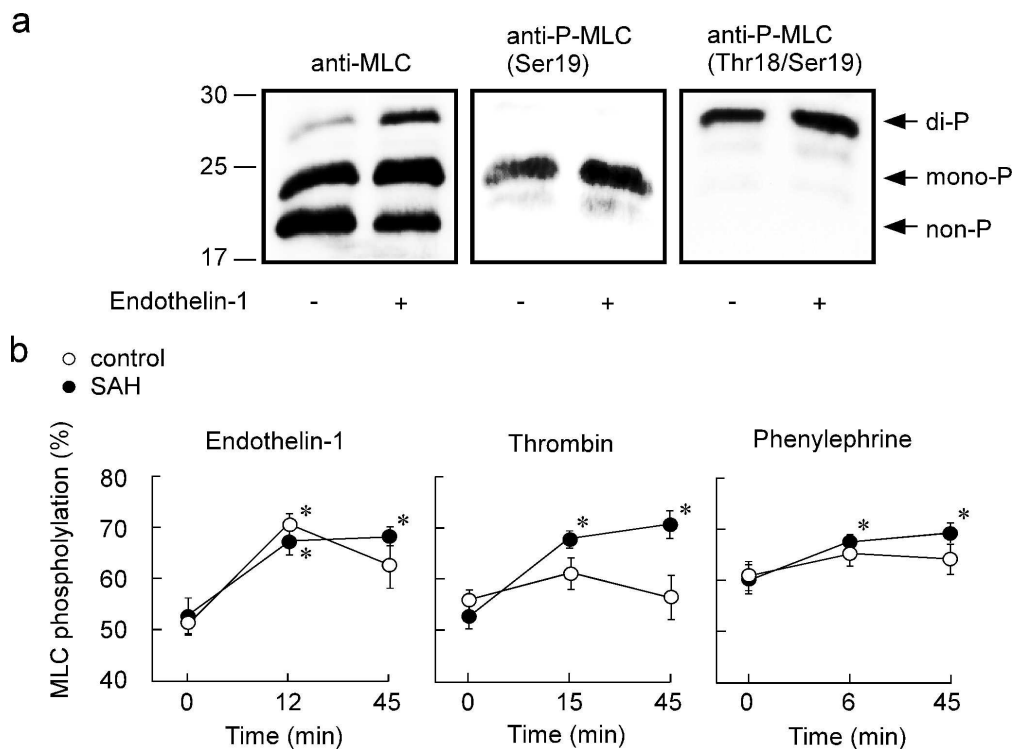 a
anti-MLC
anti-P-MLC
(Ser19)
anti-P-MLC
(Thr18/Ser19)
30
25
17
di-P
mono-P
non-P
Endothelin-1 - + - + - +
b
control
SAH
MLC phospholylation (%)
Endothelin-1
Thrombin
Phenylephrine
80
70
60
50
40
* * *
* *
* *
0 12 45
0 15 45
0 6 45
Time (min)
Time (min)
Time (min)